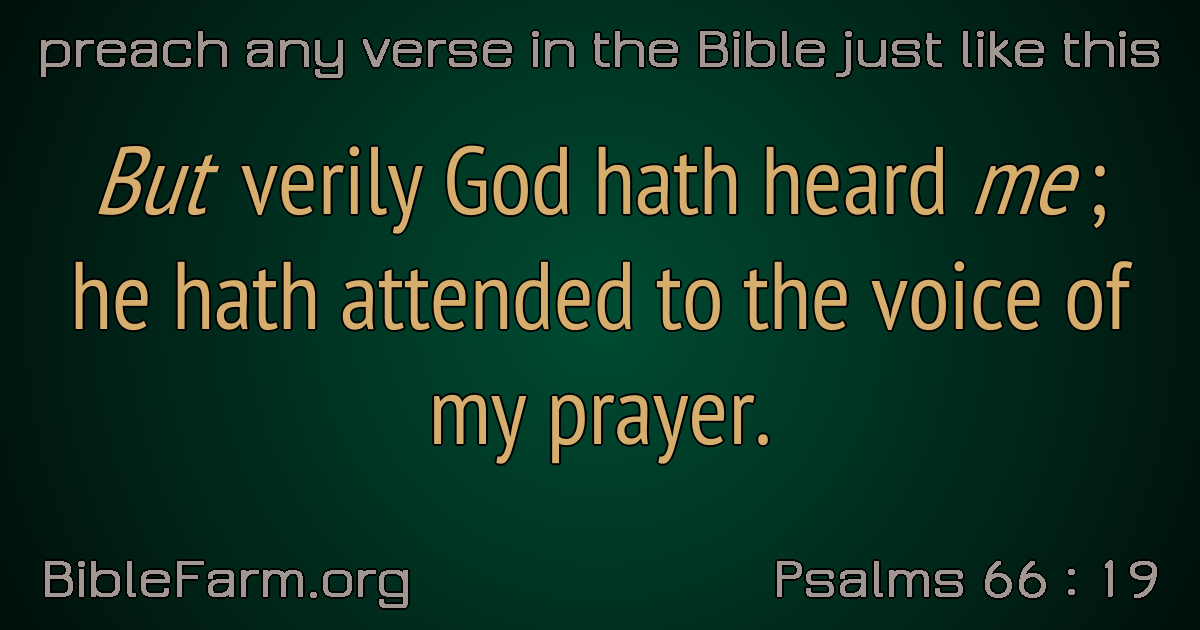 preach any verse in the Bible just like this
But verily God hath heard me;
he hath attended to the voice of
my prayer.
BibleFarm.org
Psalms 66 : 19